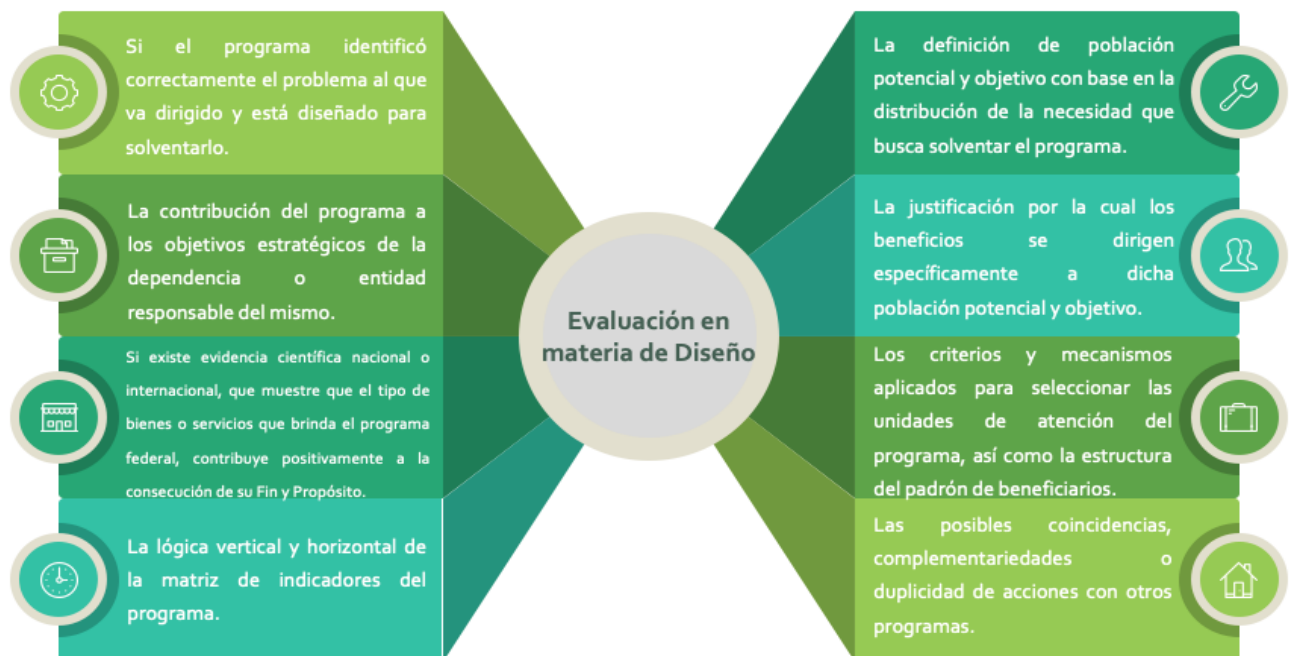 Si el programa identificó
correctamente el problema al que
va dirigido y está diseñado para
solventarlo.
La contribución del programa a
los objetivos estratégicos de la
dependencia o entidad
responsable del mismo.
Si existe evidencia científica nacional o
internacional, que muestre que el tipo de
bienes o servicios que brinda el programa
federal, contribuye positivamente a la
consecución de su Fin y Propósito.
La lógica vertical y horizontal de
la matriz de indicadores del
programa.
Evaluación en
materia de Diseño
La definición de población
potencial y objetivo con base en la
distribución de la necesidad que
busca solventar el programa.
La justificación por la cual los
beneficios se dirigen
específicamente a dicha
población potencial y objetivo.
Los criterios y mecanismos
aplicados para seleccionar las
unidades de atención del
programa, así como la estructura
del padrón de beneficiarios.
Las posibles coincidencias,
complementariedades o
duplicidad de acciones con otros
programas.